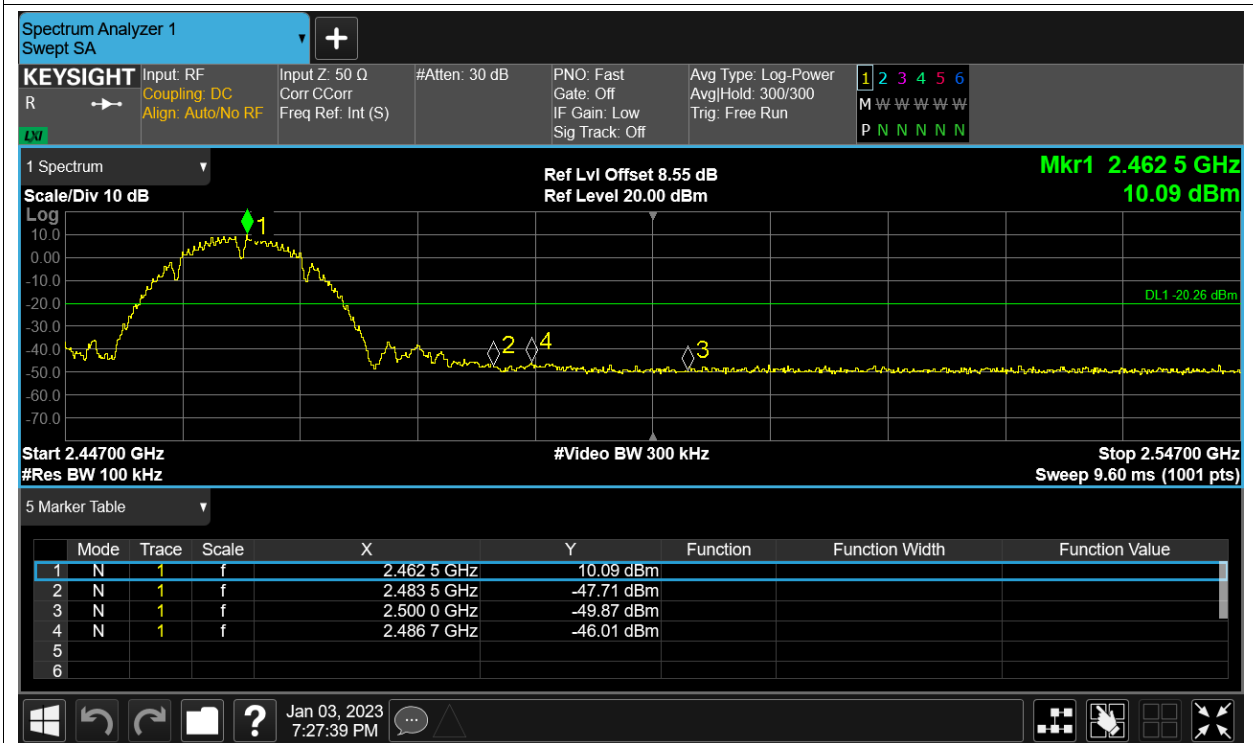 Spectrum Analyzer 1
Swept SA
KEYSIGHT
R
LXI
Input: RF
Coupling: DC
Align: Auto/No RF
Input Z: 50 Ω
Corr CCorr
Freq Ref: Int (S)
#Atten: 30 dB
PNO: Fast
Gate: Off
IF Gain: Low
Sig Track: Off
Avg Type: Log-Power
Avg|Hold: 300/300
Trig: Free Run
1 2 3 4 5 6
M W W W W W
P N N N N N
1 Spectrum
Scale/Div 10 dB
Ref Lvl Offset 8.55 dB
Ref Level 20.00 dBm
Mkr1 2.462 5 GHz
10.09 dBm
Log
10.0
0.00
-10.0
-20.0
-30.0
-40.0
-50.0
-60.0
-70.0
1
2
4
3
DL1 -20.26 dBm
Start 2.44700 GHz
#Res BW 100 kHz
#Video BW 300 kHz
Stop 2.54700 GHz
Sweep 9.60 ms (1001 pts)
5 Marker Table
Mode Trace Scale X Y Function Function Width Function Value
1 N 1 f 2.462 5 GHz 10.09 dBm
2 N 1 f 2.483 5 GHz -47.71 dBm
3 N 1 f 2.500 0 GHz -49.87 dBm
4 N 1 f 2.486 7 GHz -46.01 dBm
5
6
?
Jan 03, 2023
7:27:39 PM